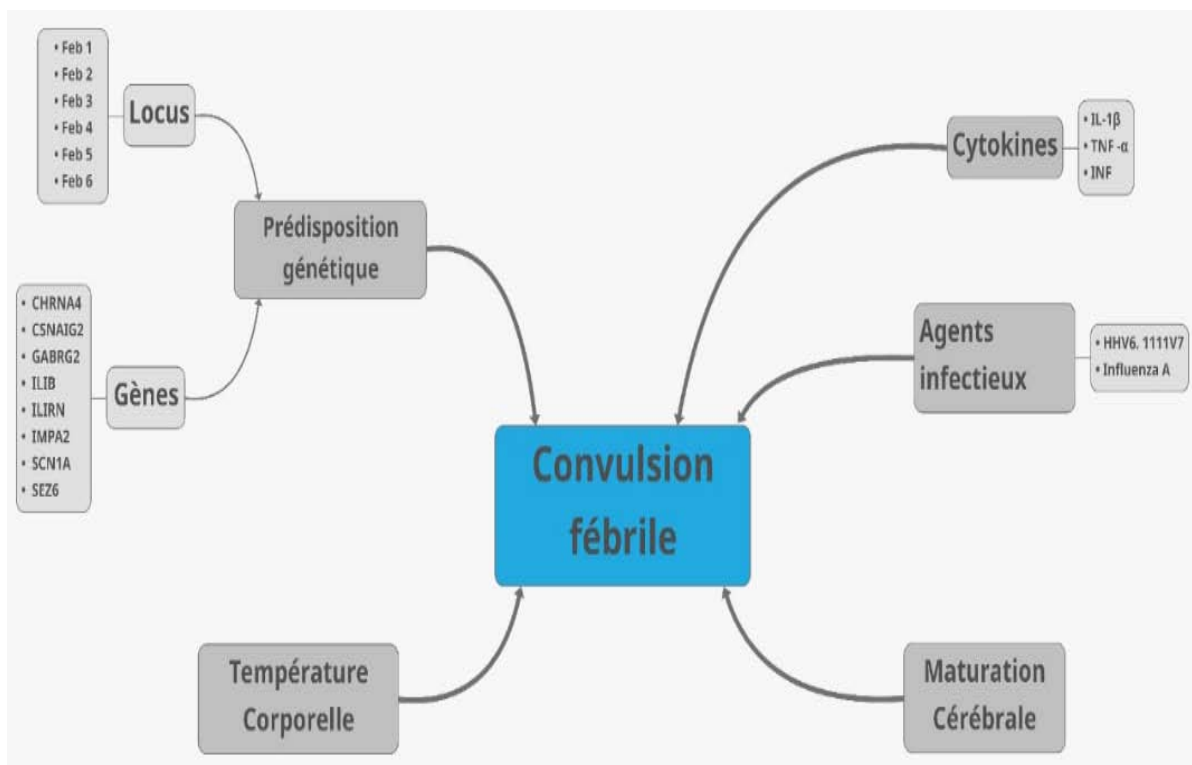 • Feb 1
• Feb 2
• Feb 3
• Feb 4
• Feb 5
• Feb 6
Locus
Prédisposition
génétique
• CHRNA4
• CSNAIG2
• GABRG2
• ILIB
• ILIRN
• IMPA2
• SCN1A
• SEZ6
Gènes
Cytokines
• IL-1β
• TNF -α
• INF
Agents
infectieux
• HHV6. 1111V7
• Influenza A
Convulsion
fébrile
Température
Corporelle
Maturation
Cérébrale